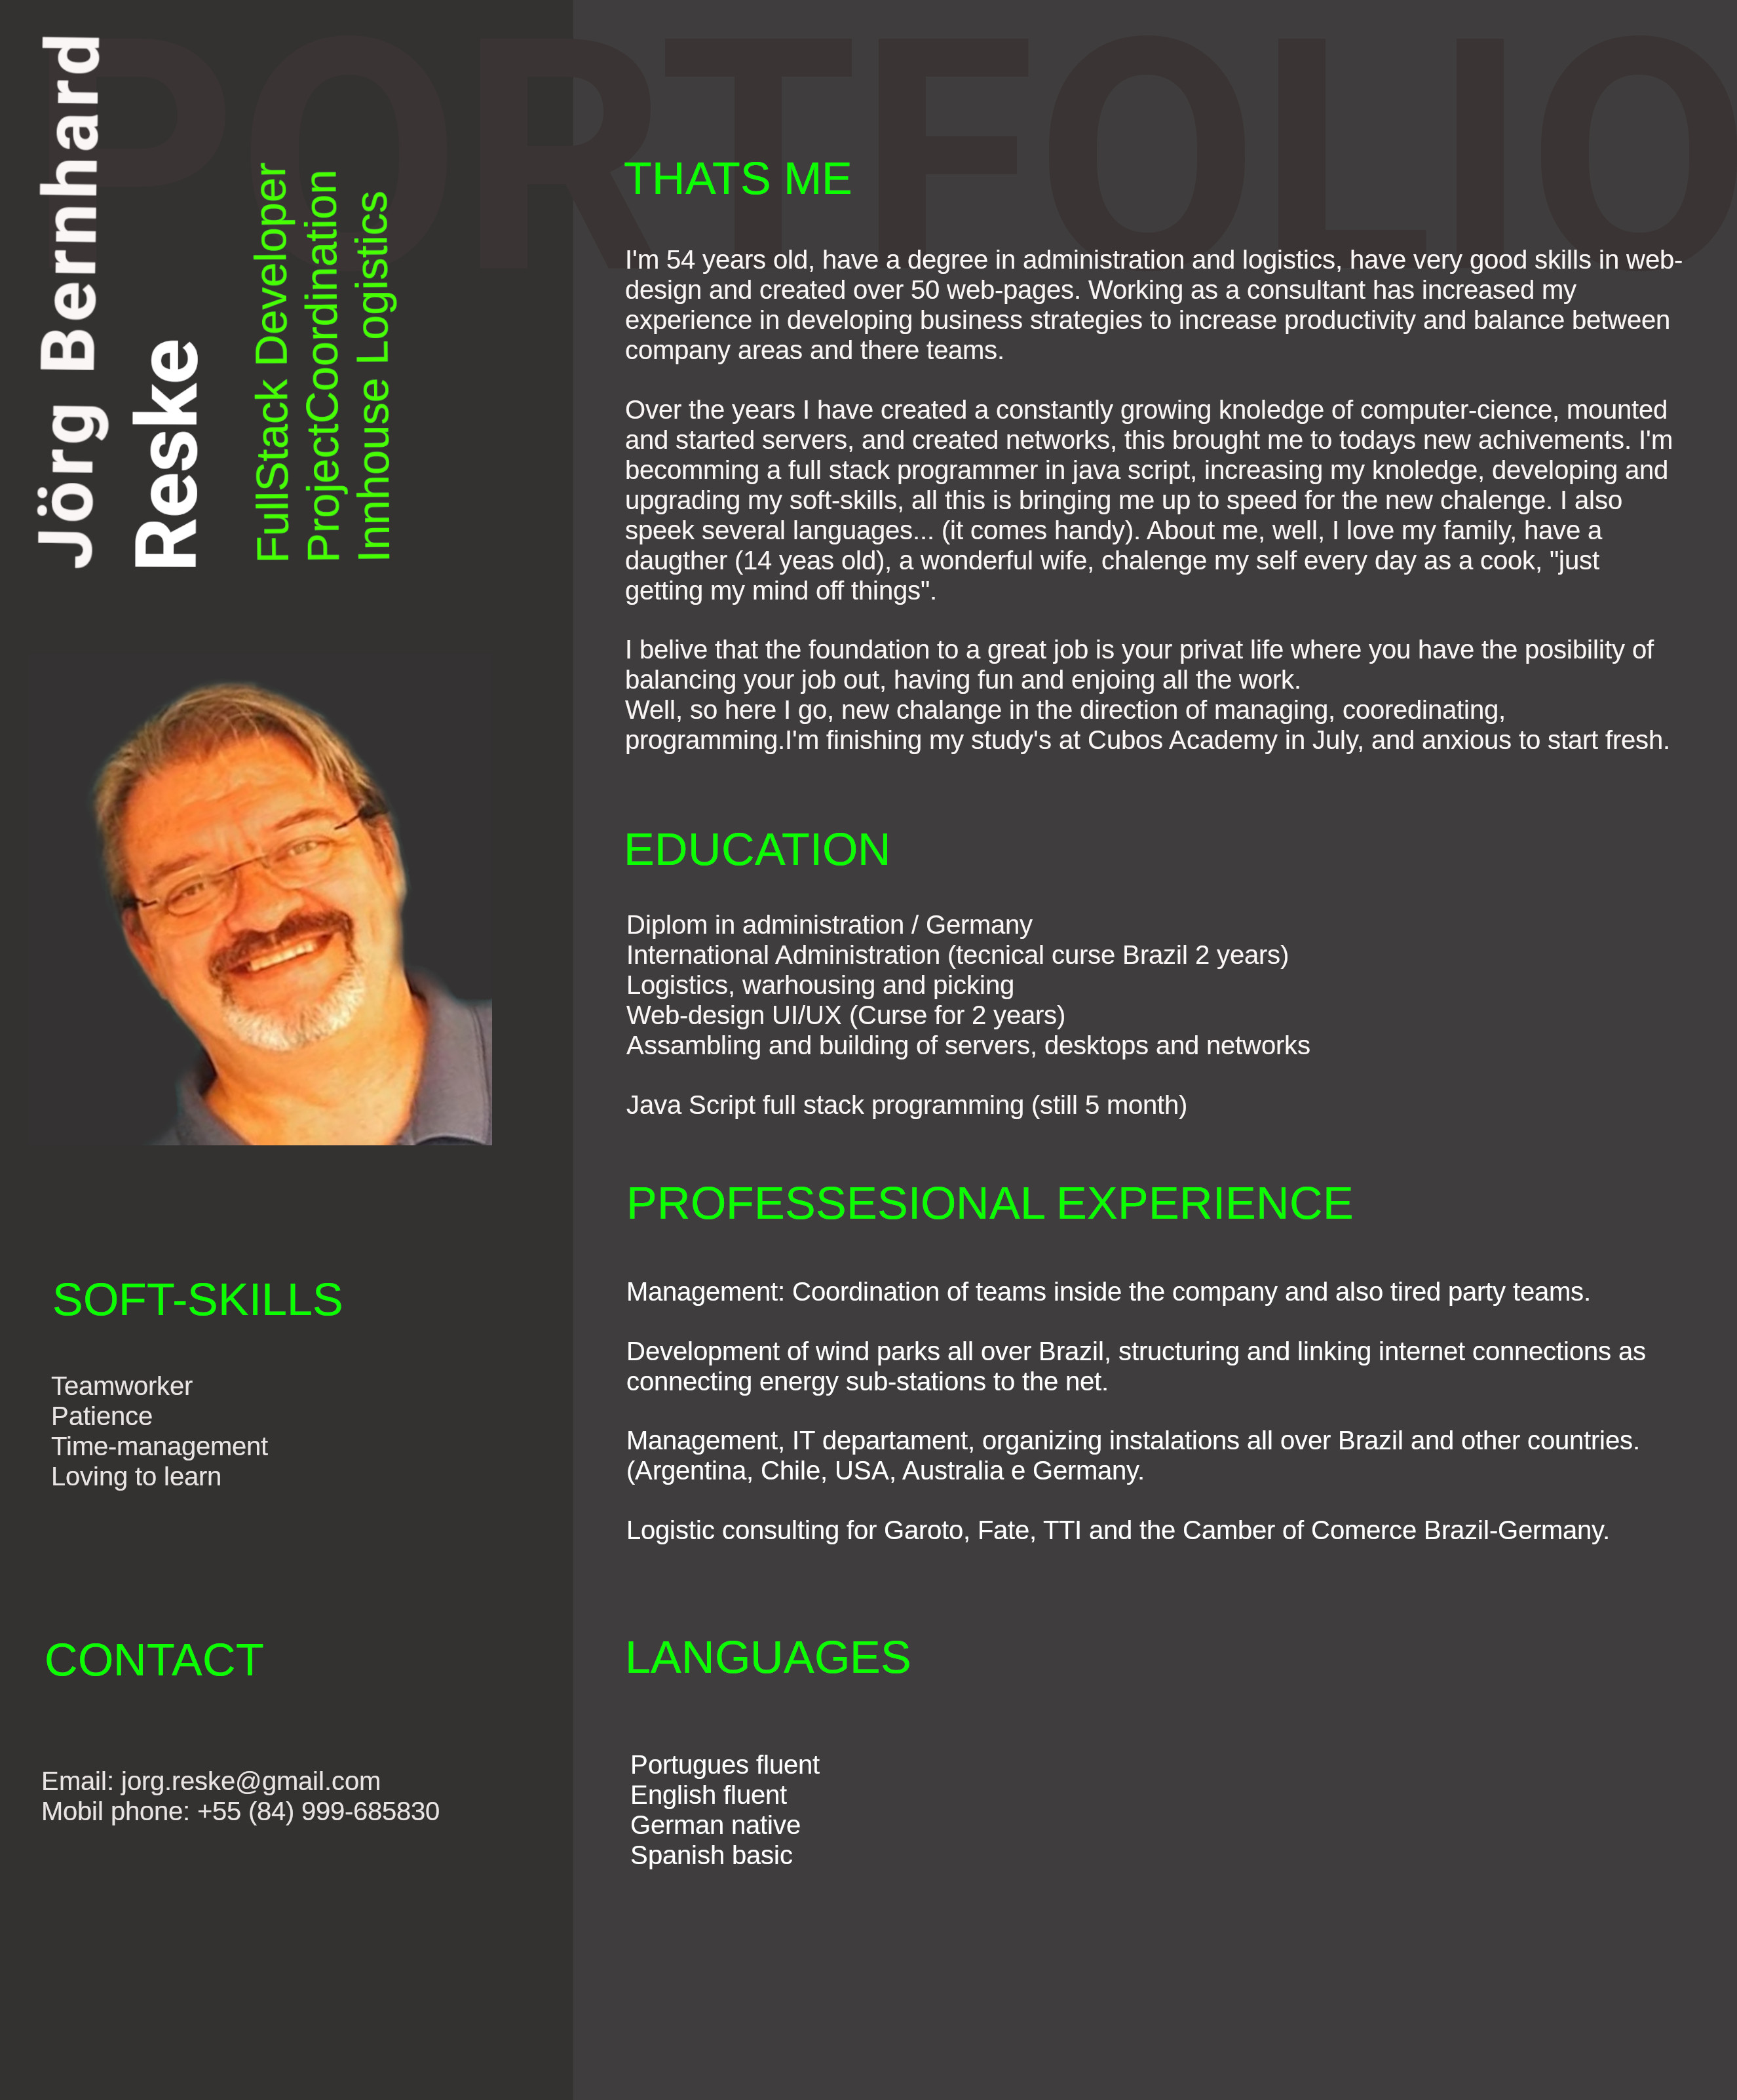 PORTFOLIO
Jörg Bernhard
Reske
FullStack Developer
ProjectCoordination
Innhouse Logistics
THATS ME
I'm 54 years old, have a degree in administration and logistics, have very good skills in web-
design and created over 50 web-pages. Working as a consultant has increased my
experience in developing business strategies to increase productivity and balance between
company areas and there teams.
Over the years I have created a constantly growing knoledge of computer-cience, mounted
and started servers, and created networks, this brought me to todays new achivements. I'm
becomming a full stack programmer in java script, increasing my knoledge, developing and
upgrading my soft-skills, all this is bringing me up to speed for the new chalenge. I also
speek several languages... (it comes handy). About me, well, I love my family, have a
daugther (14 yeas old), a wonderful wife, chalenge my self every day as a cook, "just
getting my mind off things".
I belive that the foundation to a great job is your privat life where you have the posibility of
balancing your job out, having fun and enjoing all the work.
Well, so here I go, new chalange in the direction of managing, cooredinating,
programming.I'm finishing my study's at Cubos Academy in July, and anxious to start fresh.
EDUCATION
Diplom in administration / Germany
International Administration (tecnical curse Brazil 2 years)
Logistics, warhousing and picking
Web-design UI/UX (Curse for 2 years)
Assambling and building of servers, desktops and networks
Java Script full stack programming (still 5 month)
PROFESSESIONAL EXPERIENCE
Management: Coordination of teams inside the company and also tired party teams.
Development of wind parks all over Brazil, structuring and linking internet connections as
connecting energy sub-stations to the net.
Management, IT departament, organizing instalations all over Brazil and other countries.
(Argentina, Chile, USA, Australia e Germany.
Logistic consulting for Garoto, Fate, TTI and the Camber of Comerce Brazil-Germany.
SOFT-SKILLS
Teamworker
Patience
Time-management
Loving to learn
CONTACT
Email: jorg.reske@gmail.com
Mobil phone: +55 (84) 999-685830
LANGUAGES
Portugues fluent
English fluent
German native
Spanish basic